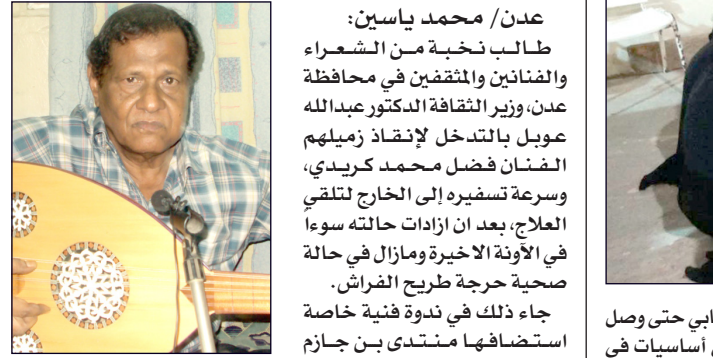 عدن/ محمد ياسين:
طالب نخبة من الشعراء
والفنانين والمثقفين في محافظة
عدن، وزير الثقافة الدكتور عبدالله
عوبل بالتدخل لإنقاذ زميلهم
الفنان فضل محمد كريدي،
وسرعة تسفيره إلى الخارج لتلقي
العلاج، بعد ان ازادات حالته سوءاً
في الآونة الاخيرة ومازال في حالة
صحية حرجة طريح الفراش.
جاء ذلك في ندوة فنية خاصة
استضافها منتدى بن جازم
ابي حتى وصل
أساسيات في